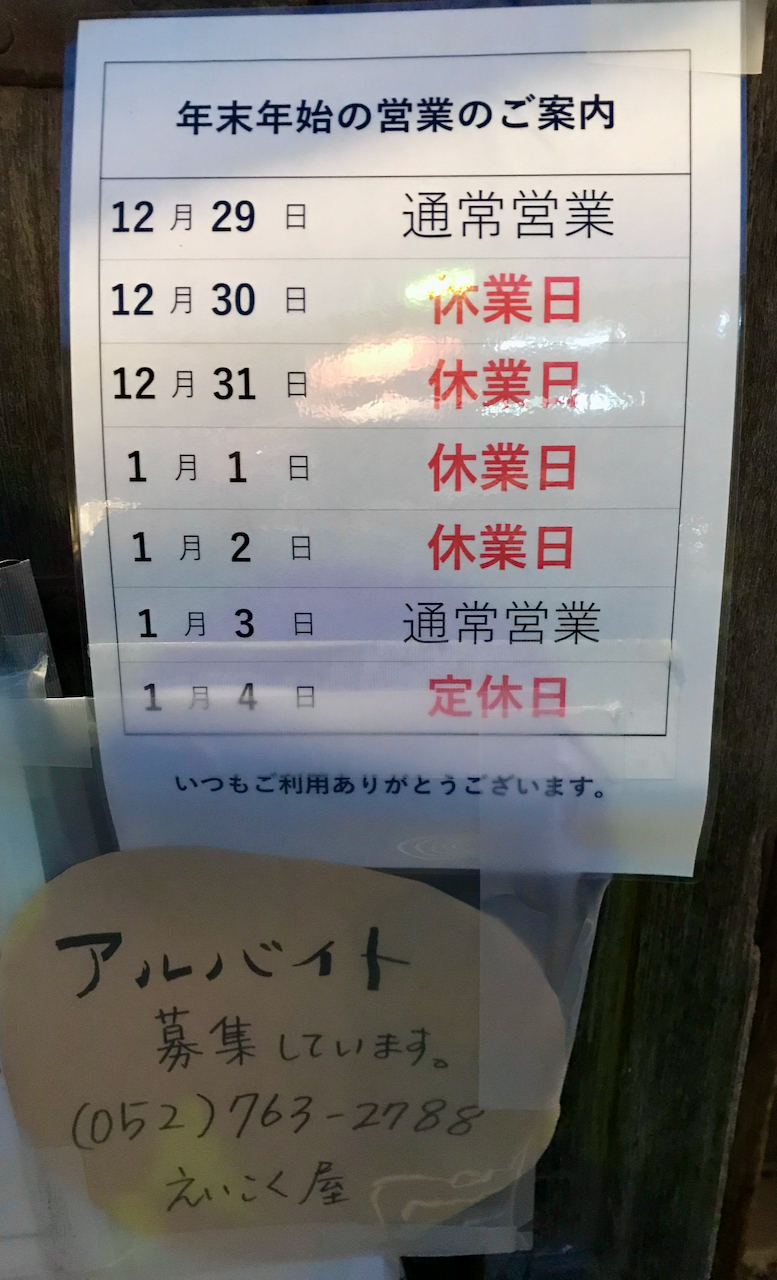 年末年始の営業のご案内
12月29日 通常営業
12月30日 休業日
12月31日 休業日
1月1日 休業日
1月2日 休業日
1月3日 通常営業
1月4日 定休日
いつもご利用ありがとうございます。
アルバイト
募集しています。
(052)763-2788
えいこく屋